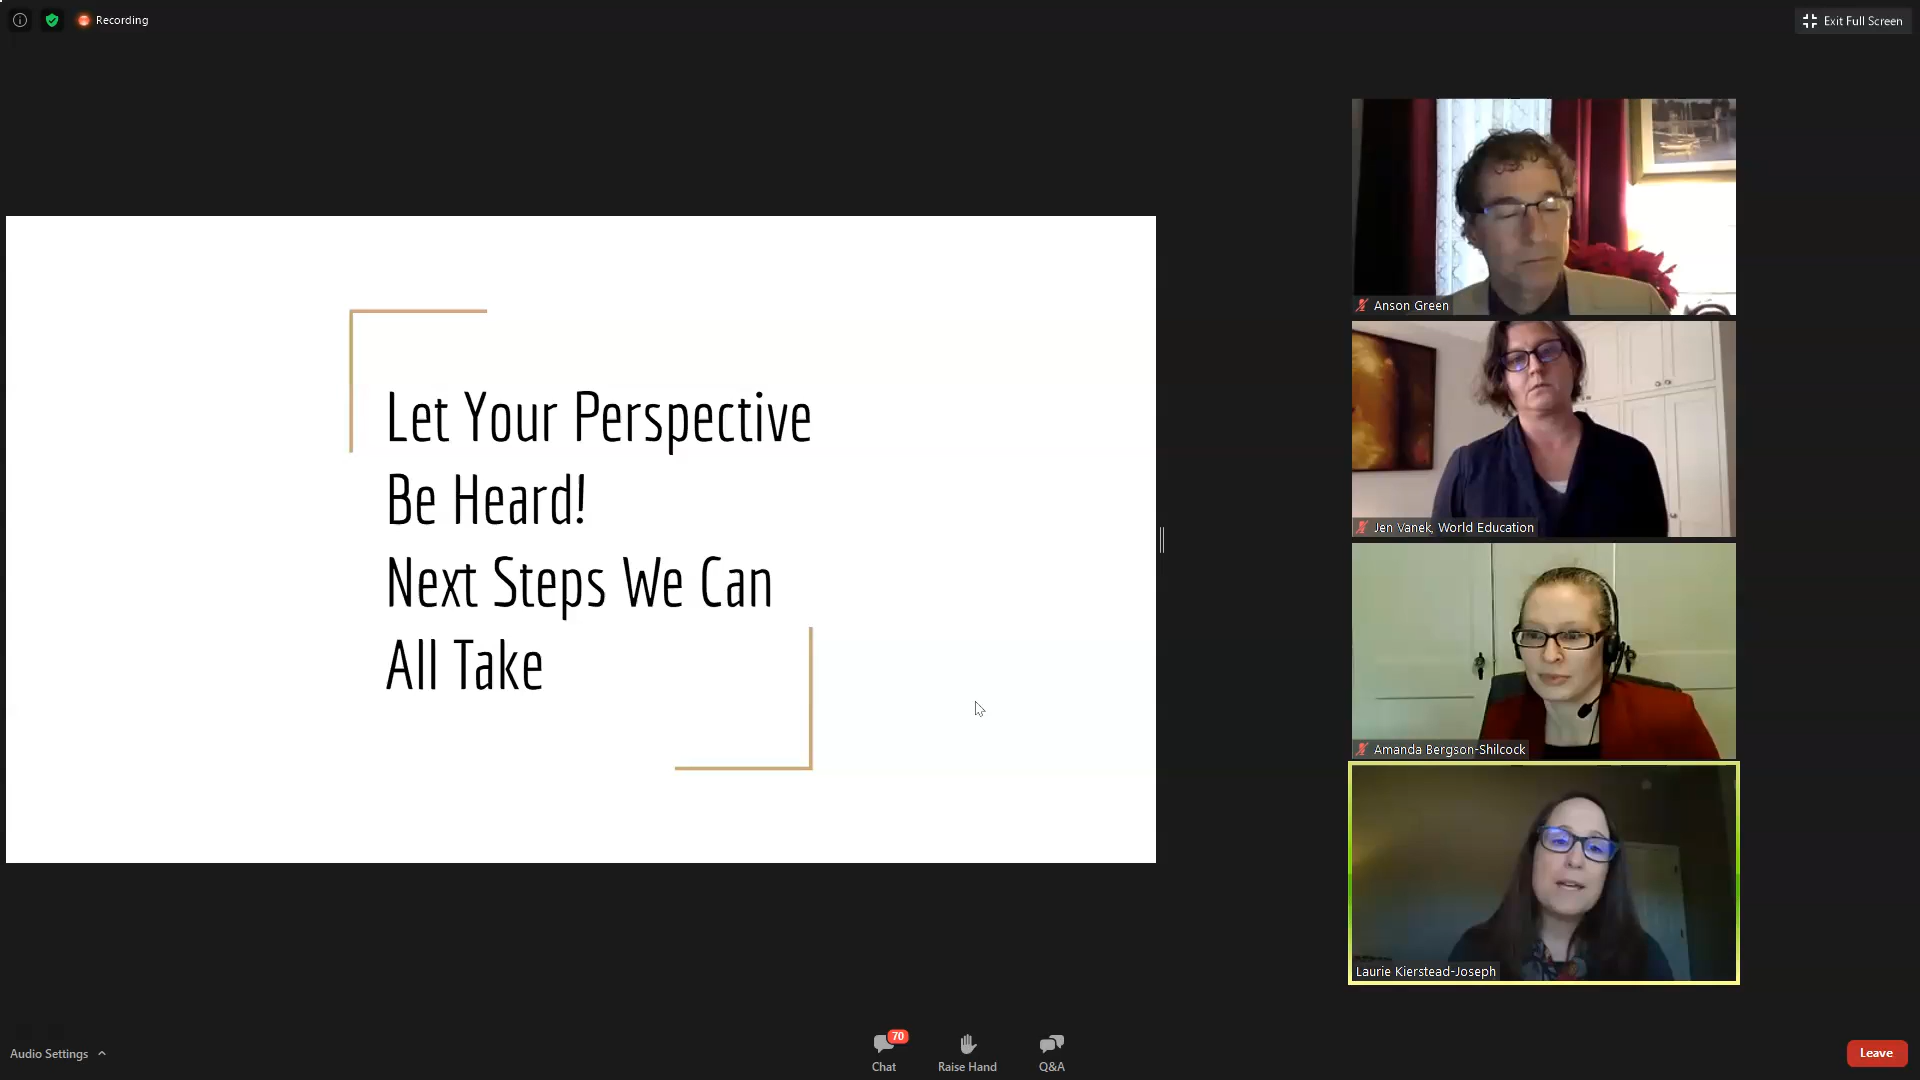 Recording
Exit Full Screen
Let Your Perspective
Be Heard!
Next Steps We Can
All Take
Anson Green
Jen Vanek, World Education
Amanda Bergson-Shilcock
Laurie Kierstead-Joseph
Audio Settings
70
Chat
Raise Hand
Q&A
Leave